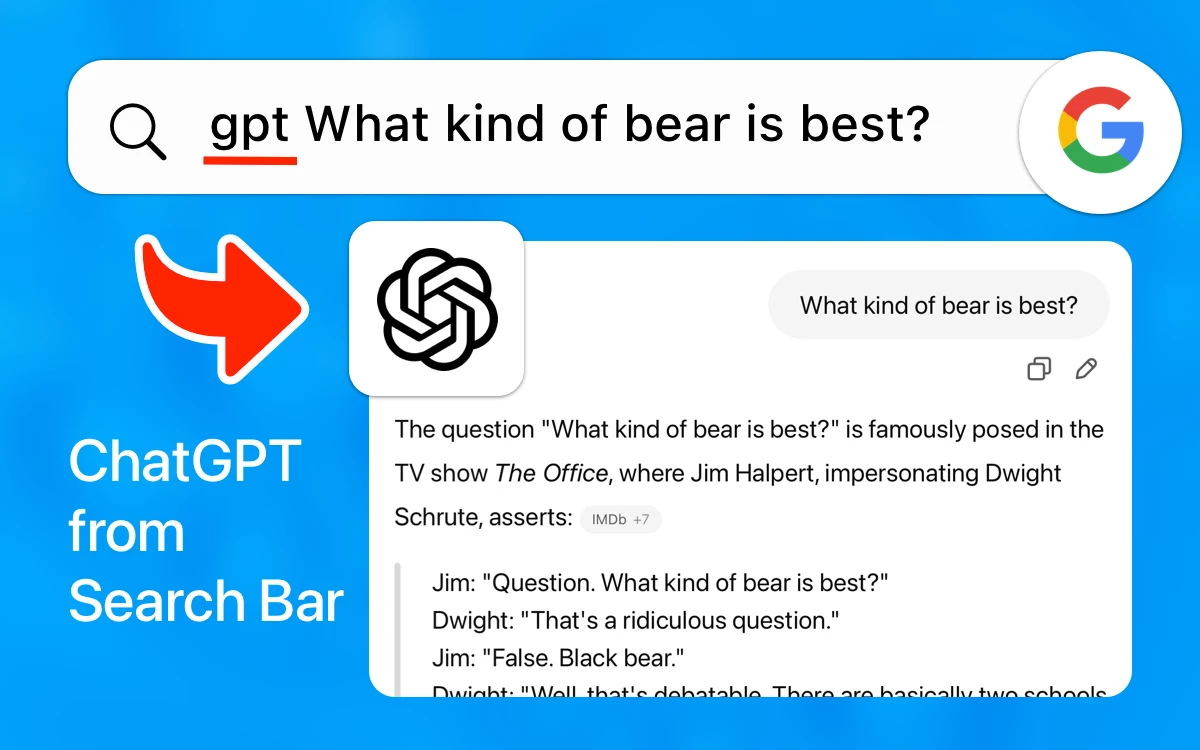 gpt What kind of bear is best?
ChatGPT
from
Search Bar
What kind of bear is best?
The question "What kind of bear is best?" is famously posed in the
TV show The Office, where Jim Halpert, impersonating Dwight
Schrute, asserts: IMDb +7
Jim: "Question. What kind of bear is best?"
Dwight: "That's a ridiculous question."
Jim: "False. Black bear."
Dwight: "Well, that's debatable. There are basically two schools